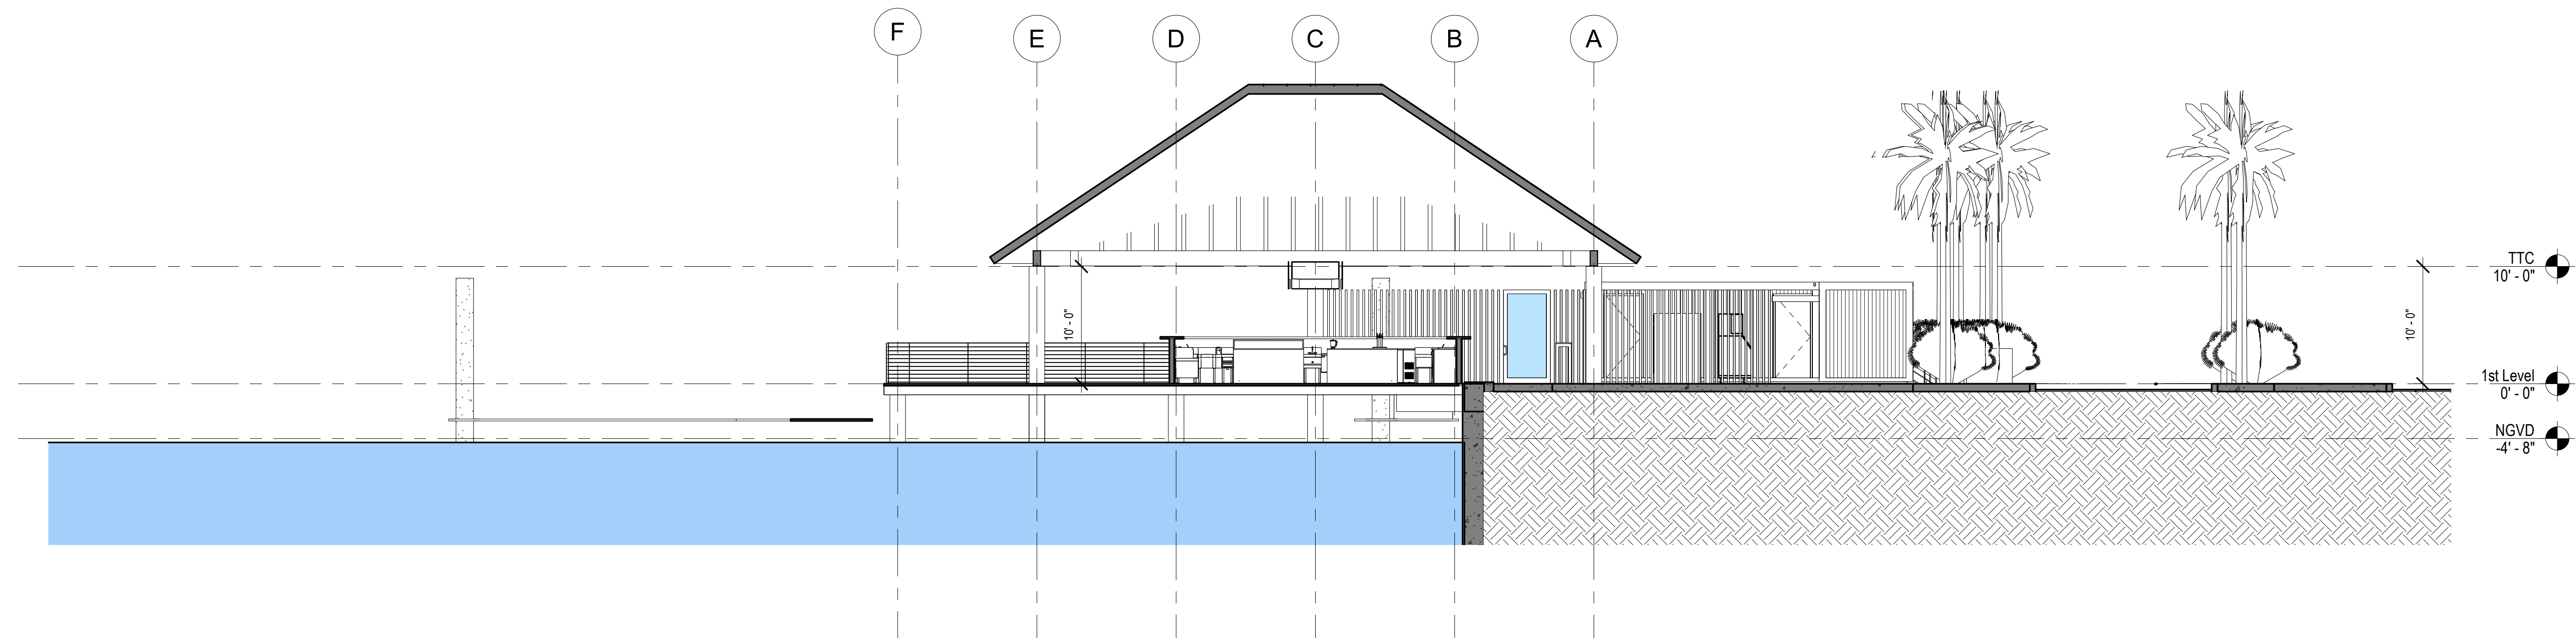 F
E
D
C
B
A
TTC
10' - 0"
10' - 0"
10' - 0"
1st Level
0' - 0"
NGVD
-4' - 8"